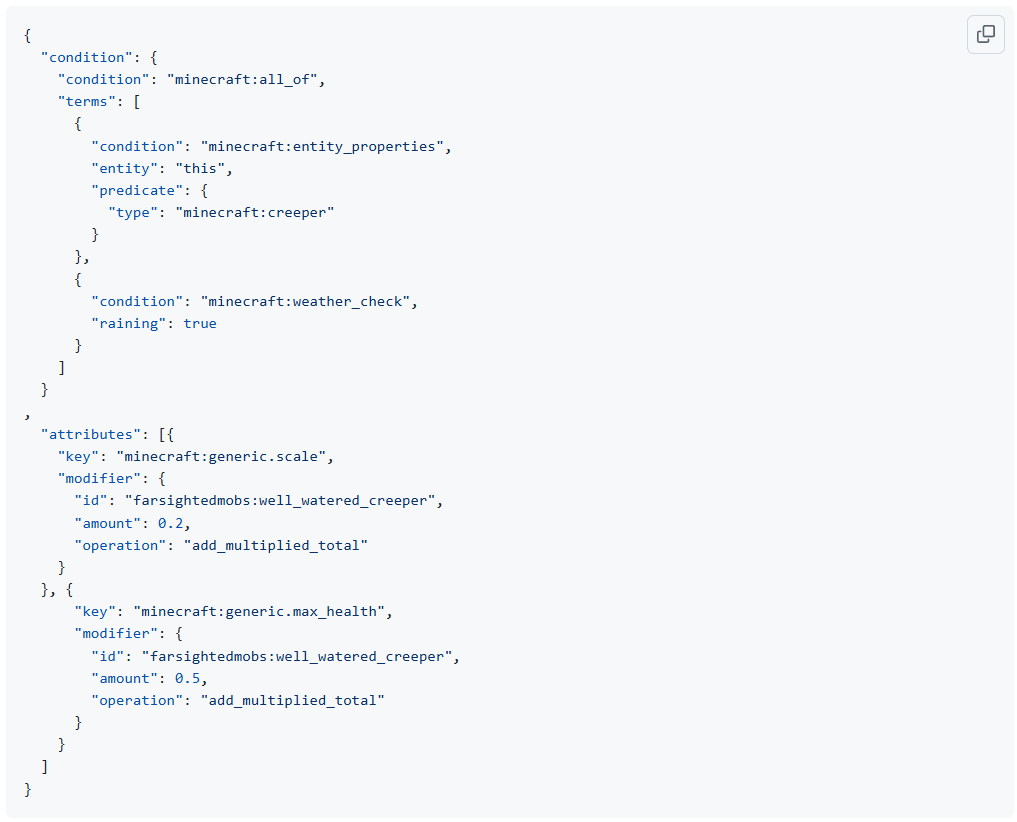 {
  "condition": {
    "condition": "minecraft:all_of",
    "terms": [
      {
        "condition": "minecraft:entity_properties",
        "entity": "this",
        "predicate": {
          "type": "minecraft:creeper"
        }
      },
      {
        "condition": "minecraft:weather_check",
        "raining": true
      }
    ]
  }
,
  "attributes": [{
    "key": "minecraft:generic.scale",
    "modifier": {
      "id": "farsightedmobs:well_watered_creeper",
      "amount": 0.2,
      "operation": "add_multiplied_total"
    }
  }, {
      "key": "minecraft:generic.max_health",
      "modifier": {
        "id": "farsightedmobs:well_watered_creeper",
        "amount": 0.5,
        "operation": "add_multiplied_total"
      }
    }
  ]
}